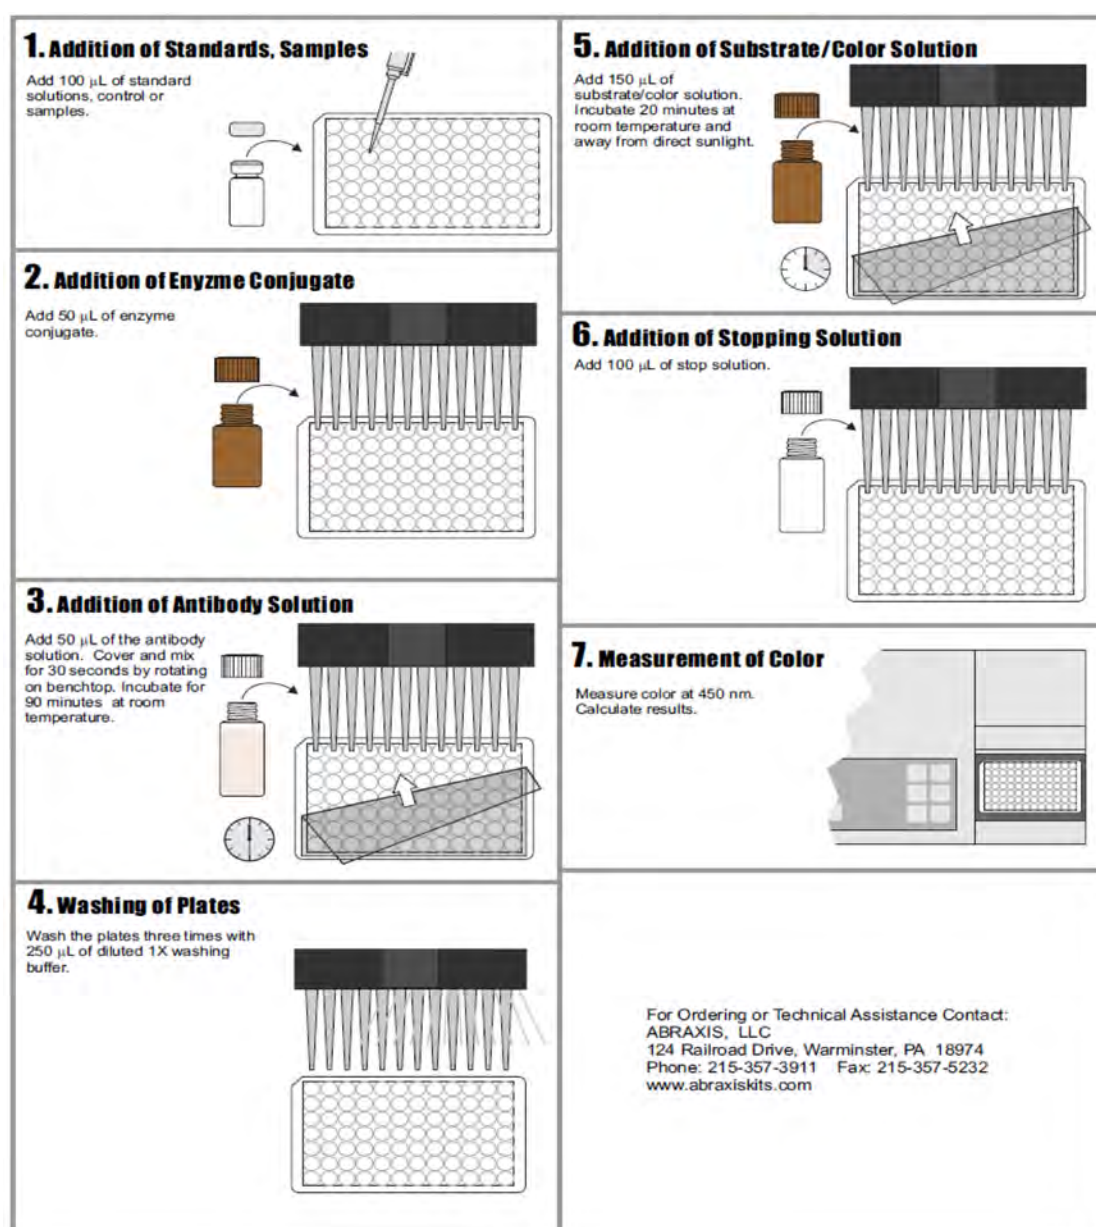 1. Addition of Standards, Samples
Add 100 µL of standard
solutions, control or
samples.
2. Addition of Enyzme Conjugate
Add 50 µL of enzyme
conjugate.
3. Addition of Antibody Solution
Add 50 µL of the antibody
solution. Cover and mix
for 30 seconds by rotating
on benchtop. Incubate for
90 minutes at room
temperature.
4. Washing of Plates
Wash the plates three times with
250 µL of diluted 1X washing
buffer.
5. Addition of Substrate/Color Solution
Add 150 µL of
substrate/color solution.
Incubate 20 minutes at
room temperature and
away from direct sunlight.
6. Addition of Stopping Solution
Add 100 µL of stop solution.
7. Measurement of Color
Measure color at 450 nm.
Calculate results.
For Ordering or Technical Assistance Contact:
ABRAXIS, LLC
124 Railroad Drive, Warminster, PA 18974
Phone: 215-357-3911 Fax: 215-357-5232
www.abraxiskits.com